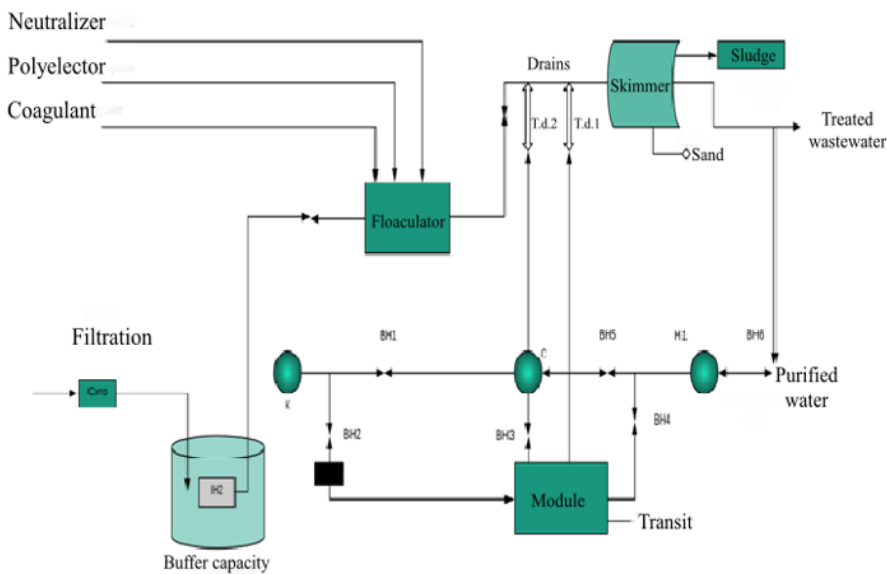 Neutralizer
Polyelector
Coagulant
Drains
Skimmer
Sludge
T.d.2
T.d.1
Treated
wastewater
Sand
Floaculator
Filtration
BH1
C
BH5
BH6
K
Purified
water
BH2
BH3
BH4
Module
Transit
Buffer capacity